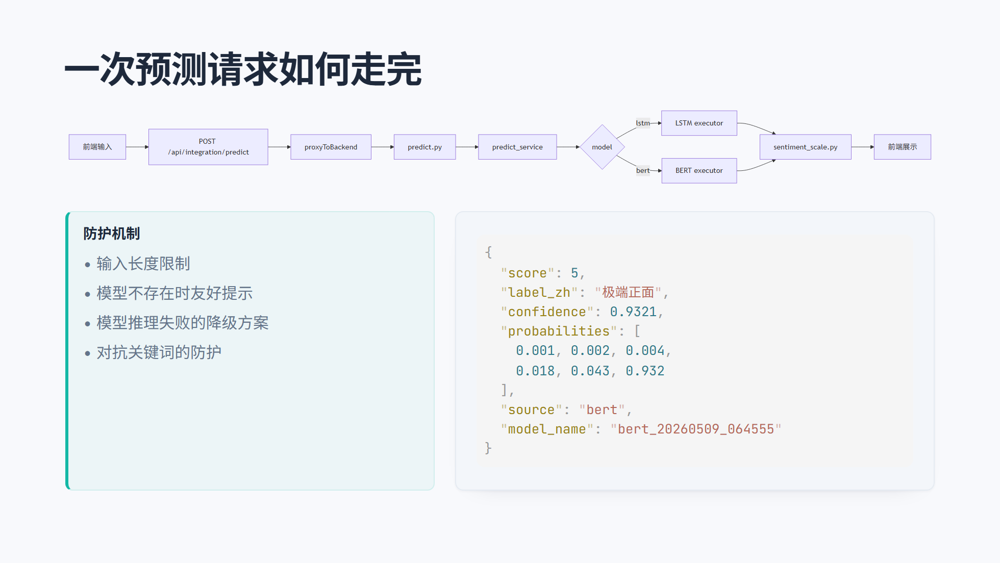 一次预测请求如何走完
前端输入
POST
/api/integration/predict
proxyToBackend
predict.py
predict_service
model
lstm
bert
LSTM executor
BERT executor
sentiment_scale.py
前端展示
防护机制
• 输入长度限制
• 模型不存在时友好提示
• 模型推理失败的降级方案
• 对抗关键词的防护
{
  "score": 5,
  "label_zh": "极端正面",
  "confidence": 0.9321,
  "probabilities": [
    0.001, 0.002, 0.004,
    0.018, 0.043, 0.932
  ],
  "source": "bert",
  "model_name": "bert_20260509_064555"
}